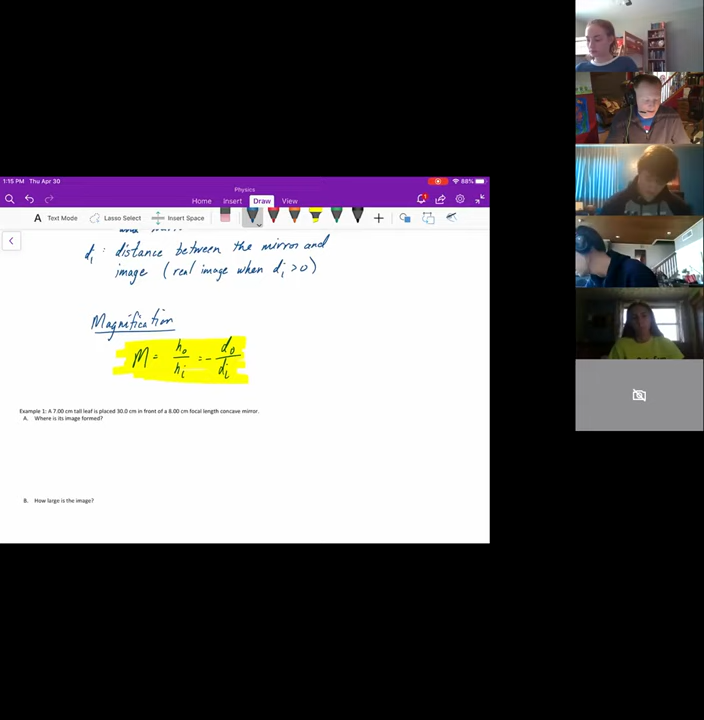 1:15 PM Thu Apr 30
88%
Physics
Home Insert Draw View
Text Mode Lasso Select Insert Space
di : distance between the mirror and
image (real image when di > 0)
Magnification
M = ho/hi = - do/di
Example 1: A 7.00 cm tall leaf is placed 30.0 cm in front of a 8.00 cm focal length concave mirror.
A. Where is its image formed?
B. How large is the image?